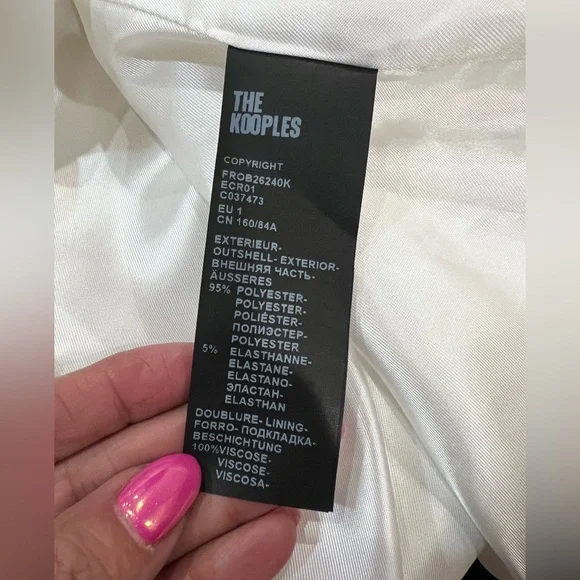 THE
KOOPLES
COPYRIGHT
FROB26240K
ECR01
C037473
EU 1
CN 160/84A
EXTERIEUR-
OUTSHELL- EXTERIOR-
ВНЕШНЯЯ ЧАСТЬ-
ÄUSSERES
95% POLYESTER-
POLYESTER-
POLIÉSTER-
ПОЛИЭСТЕР-
POLYESTER
5% ELASTHANNE-
ELASTANE-
ELASTANO-
ЭЛАСТАН-
ELASTHAN
DOUBLURE- LINING-
FORRO- ПОДКЛАДКА-
BESCHICHTUNG
100%VISCOSE-
VISCOSE-
VISCOSA-